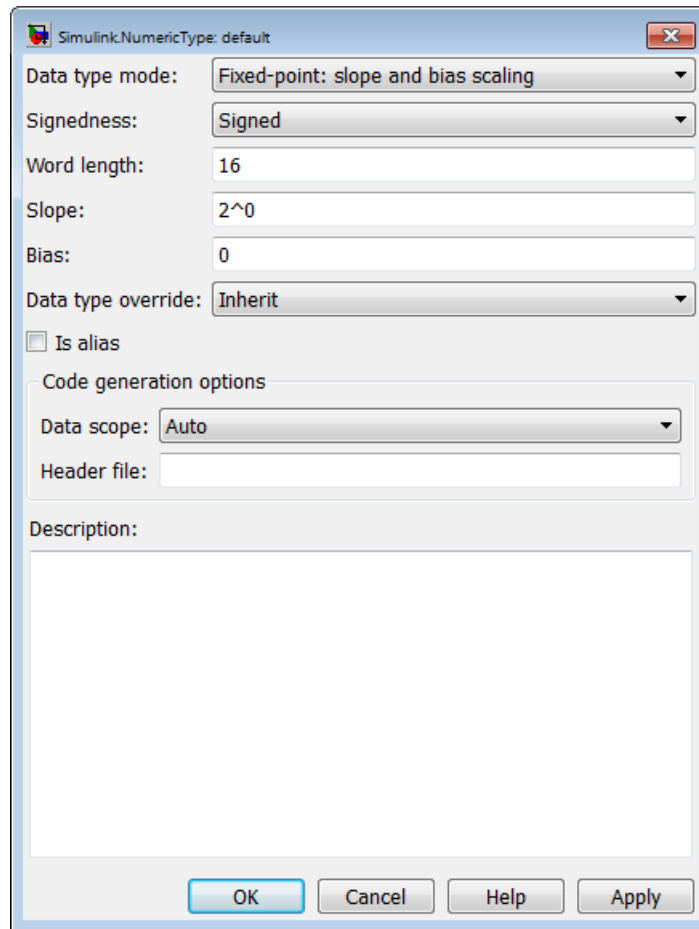 Simulink.NumericType: default
Data type mode: Fixed-point: slope and bias scaling
Signedness: Signed
Word length: 16
Slope: 2^0
Bias: 0
Data type override: Inherit
Is alias
Code generation options
Data scope: Auto
Header file:
Description:
OK Cancel Help Apply